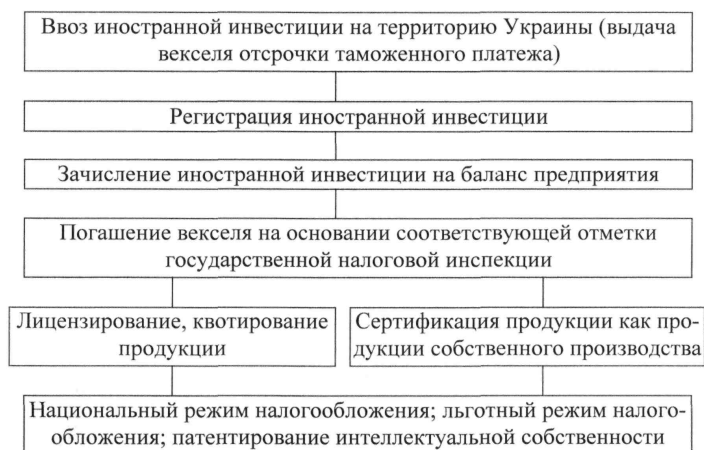 Ввоз иностранной инвестиции на территорию Украины (выдача
векселя отсрочки таможенного платежа)
Регистрация иностранной инвестиции
Зачисление иностранной инвестиции на баланс предприятия
Погашение векселя на основании соответствующей отметки
государственной налоговой инспекции
Лицензирование, квотирование
продукции
Сертификация продукции как про-
дукции собственного производства
Национальный режим налогообложения; льготный режим налого-
обложения; патентирование интеллектуальной собственности